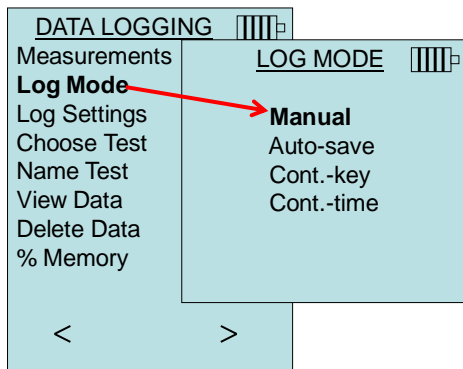 DATA LOGGING
Measurements
Log Mode
Log Settings
Choose Test
Name Test
View Data
Delete Data
% Memory
< >
LOG MODE
Manual
Auto-save
Cont.-key
Cont.-time